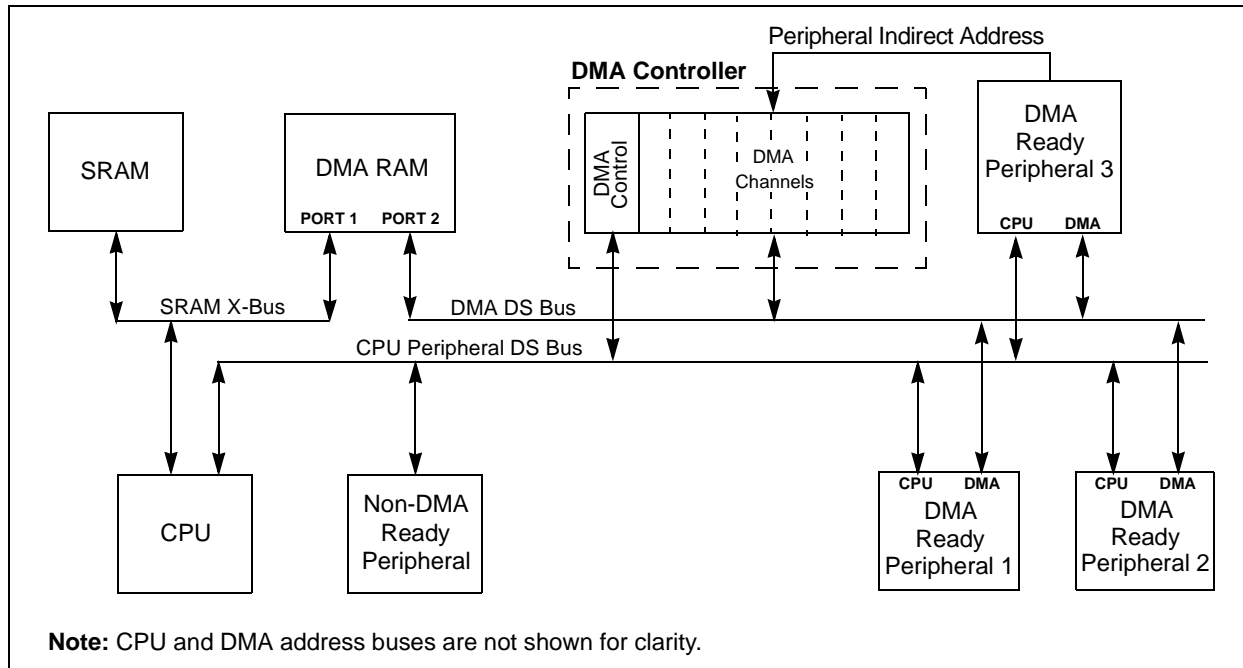 Peripheral Indirect Address
DMA Controller
SRAM
DMA RAM
PORT 1 PORT 2
DMA
Control
DMA
Channels
DMA
Ready
Peripheral 3
CPU DMA
SRAM X-Bus
DMA DS Bus
CPU Peripheral DS Bus
CPU
Non-DMA
Ready
Peripheral
CPU DMA
DMA
Ready
Peripheral 1
CPU DMA
DMA
Ready
Peripheral 2
Note: CPU and DMA address buses are not shown for clarity.